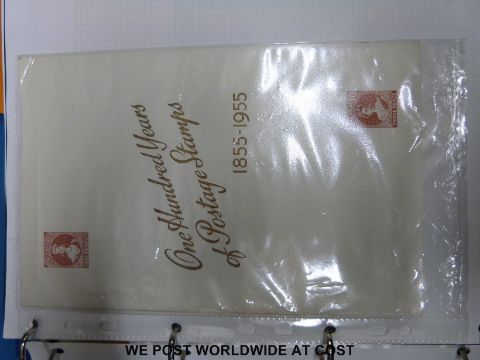 One Hundred Years
of Postage Stamps
1855-1955
WE POST WORLDWIDE AT COST